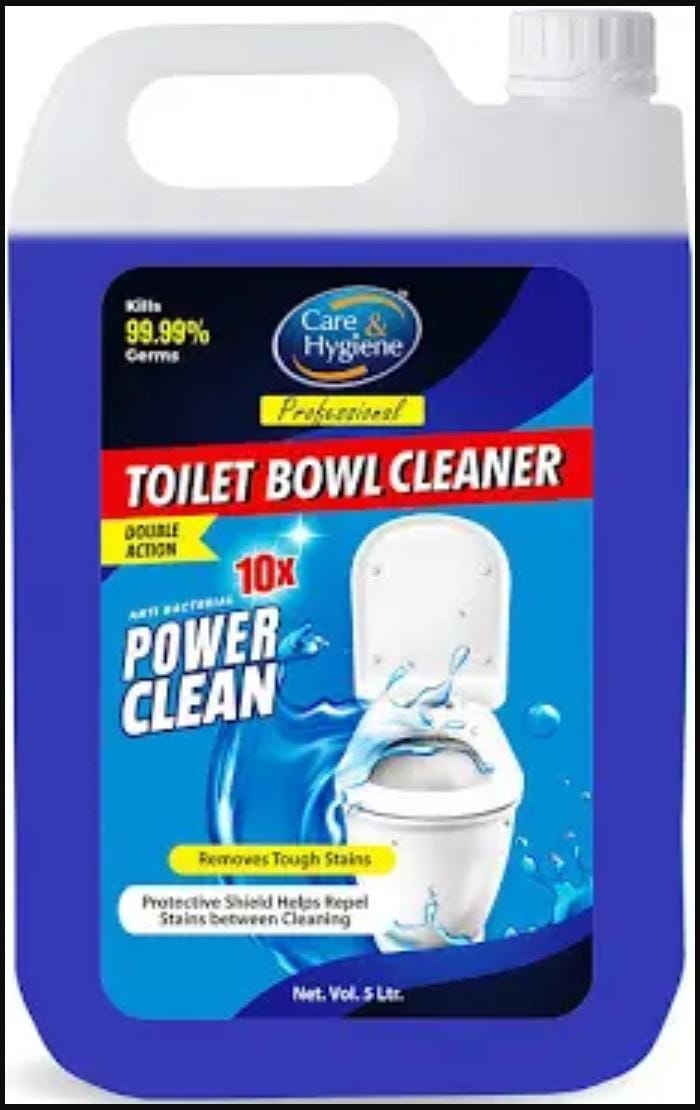 Kills
99.99%
Germs
Care &
Hygiene
Professional
TOILET BOWL CLEANER
DOUBLE
ACTION
10x
ANTI BACTERIAL
POWER
CLEAN
Removes Tough Stains
Protective Shield Helps Repel
Stains between Cleaning
Net. Vol. 5 Ltr.